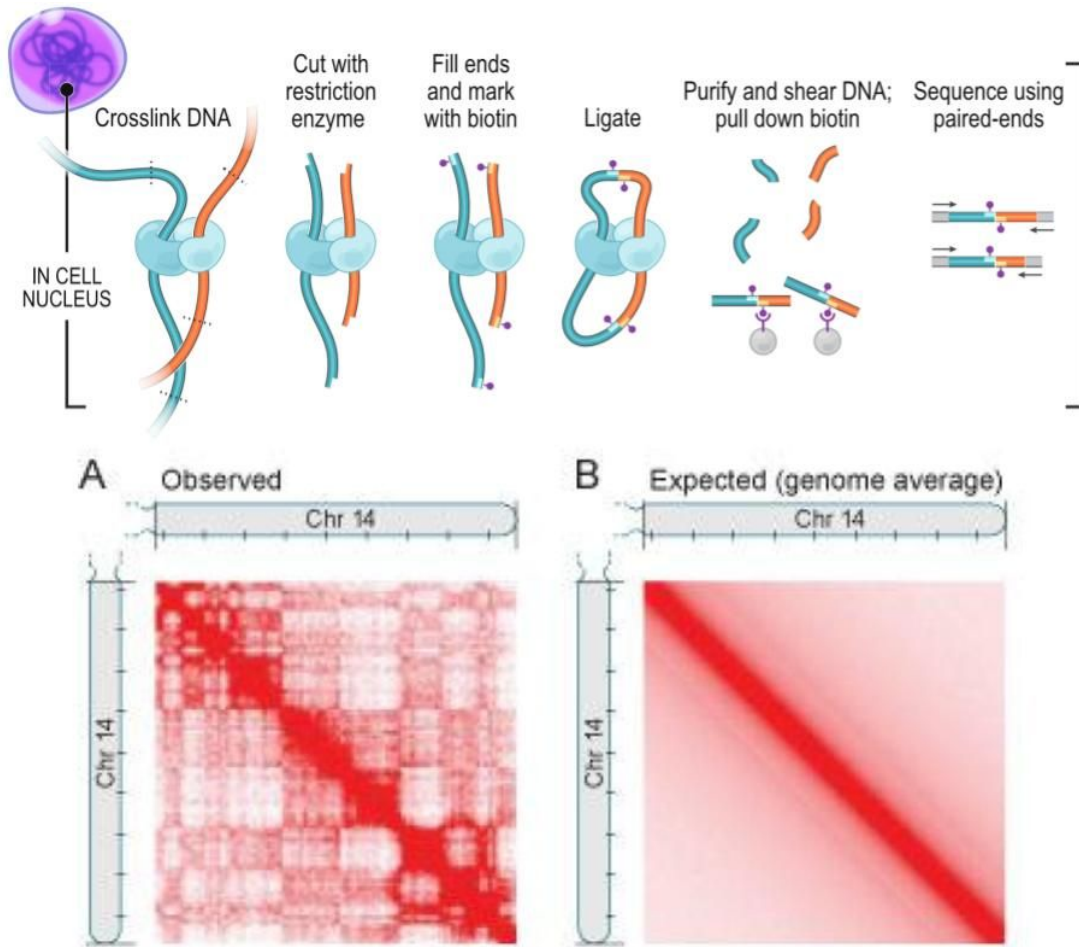 Crosslink DNA
Cut with
restriction
enzyme
Fill ends
and mark
with biotin
Ligate
Purify and shear DNA;
pull down biotin
Sequence using
paired-ends
IN CELL
NUCLEUS
A Observed
Chr 14
Chr 14
B Expected (genome average)
Chr 14
Chr 14